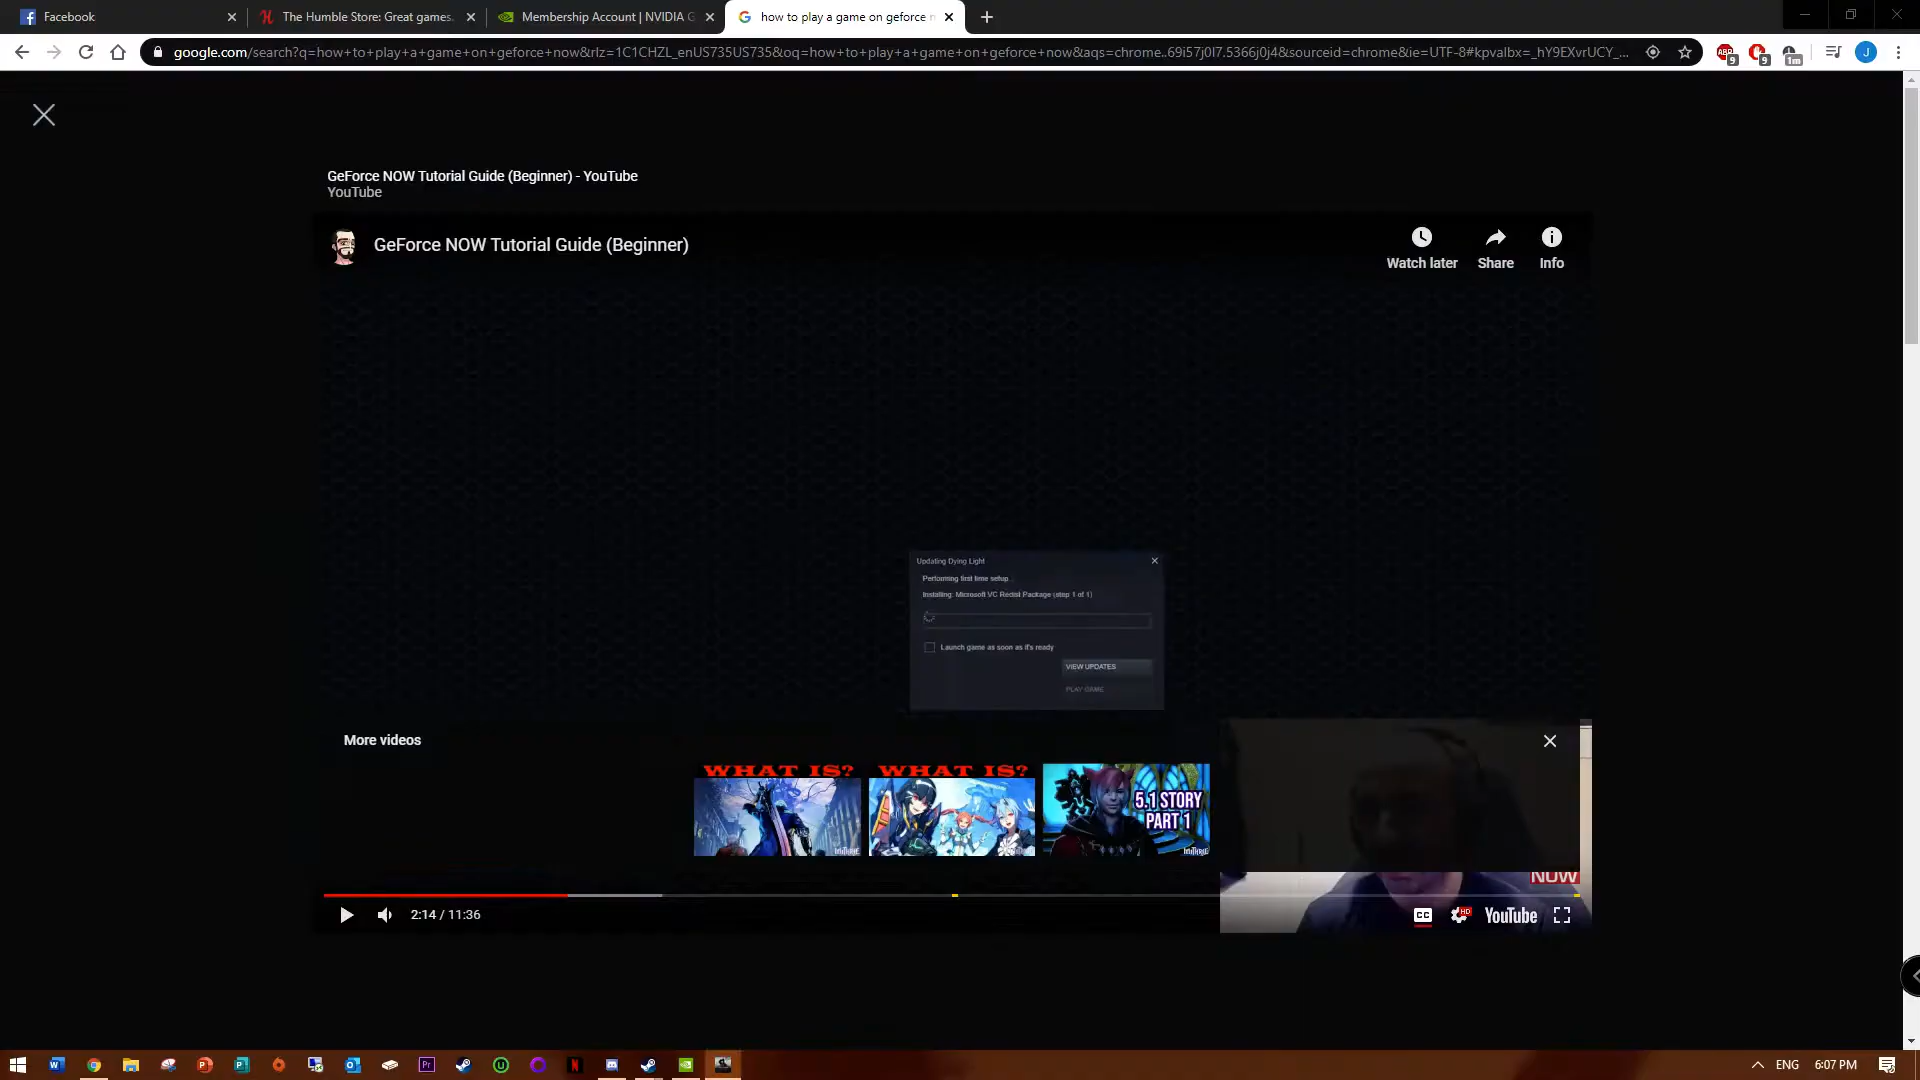 Facebook
The Humble Store: Great games.
Membership Account | NVIDIA G
how to play a game on geforce n
google.com/search?q=how+to+play+a+game+on+geforce+now&rlz=1C1CHZL_enUS735US735&oq=how+to+play+a+game+on+geforce+now&aqs=chrome..69i57j0l7.5366j0j4&sourceid=chrome&ie=UTF-8#kpvalbx=_hY9EXvrUCY_...
ABP
9
9
1m
J
GeForce NOW Tutorial Guide (Beginner) - YouTube
YouTube
GeForce NOW Tutorial Guide (Beginner)
Watch later
Share
Info
Updating Dying Light
Performing first time setup...
Installing: Microsoft VC Redist Package (step 1 of 1)
Launch game as soon as it's ready
VIEW UPDATES
PLAY GAME
More videos
WHAT IS?
WHAT IS?
5.1 STORY
PART 1
NOW
2:14 / 11:36
CC
HD
YouTube
ENG
6:07 PM